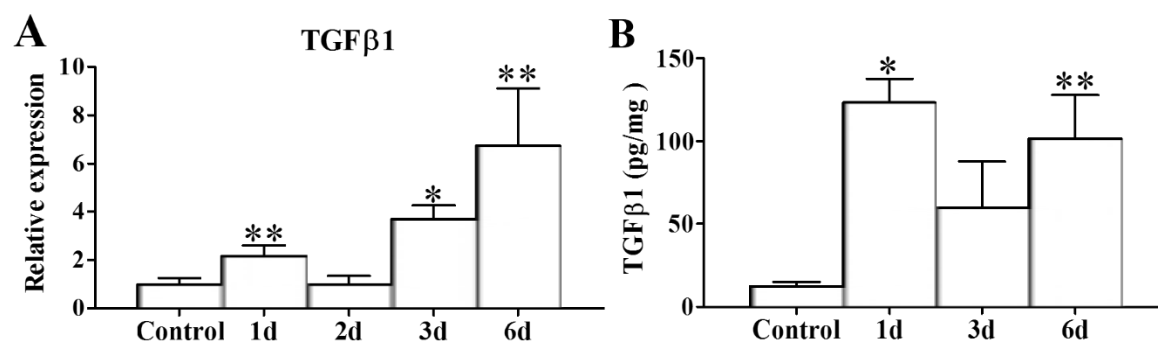 A
TGFβ1
Relative expression
10
8
6
4
2
0
**
*
**
Control 1d 2d 3d 6d
B
TGFβ1 (pg/mg )
150
100
50
0
*
**
Control 1d 3d 6d